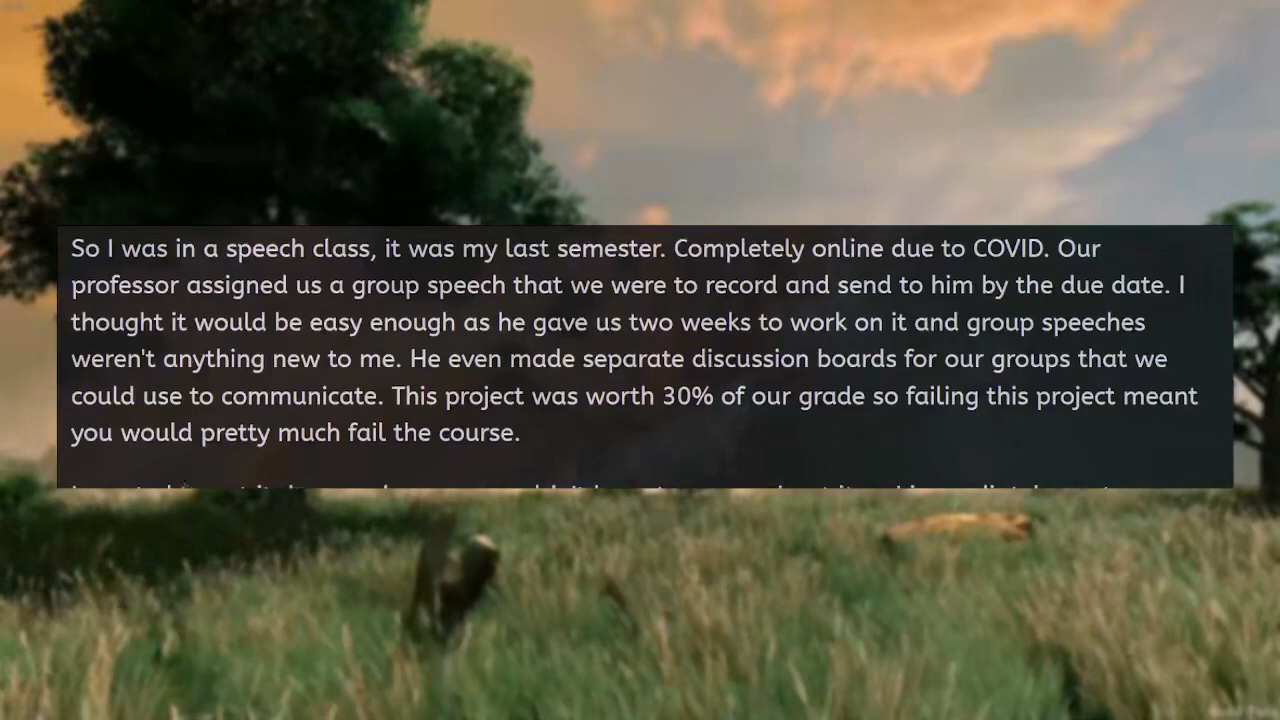 So I was in a speech class, it was my last semester. Completely online due to COVID. Our
professor assigned us a group speech that we were to record and send to him by the due date. I
thought it would be easy enough as he gave us two weeks to work on it and group speeches
weren't anything new to me. He even made separate discussion boards for our groups that we
could use to communicate. This project was worth 30% of our grade so failing this project meant
you would pretty much fail the course.